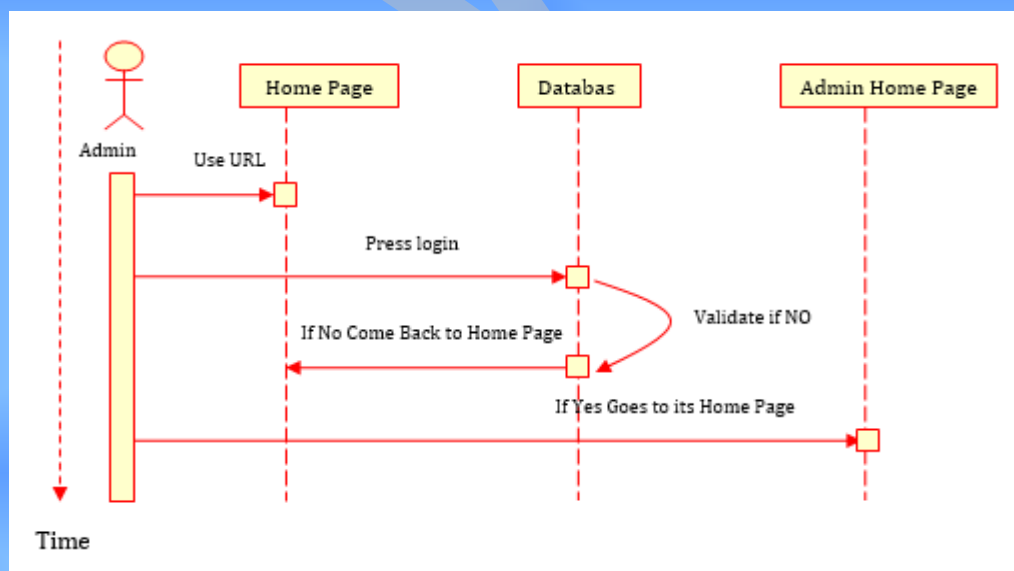 Home Page
Databas
Admin Home Page
Admin
Use URL
Press login
Validate if NO
If No Come Back to Home Page
If Yes Goes to its Home Page
Time